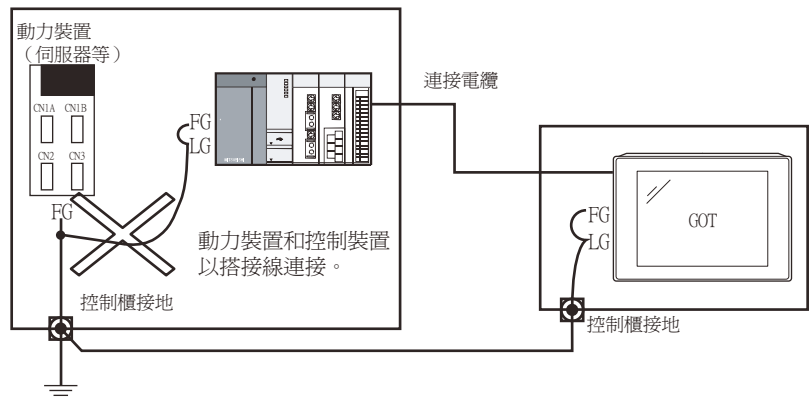 動力裝置
（伺服器等）
CN1A CN1B
CN2 CN3
FG
FG
LG
MITSUBISHI
連接電纜
動力裝置和控制裝置
以搭接線連接。
控制櫃接地
FG
LG
GOT
控制櫃接地